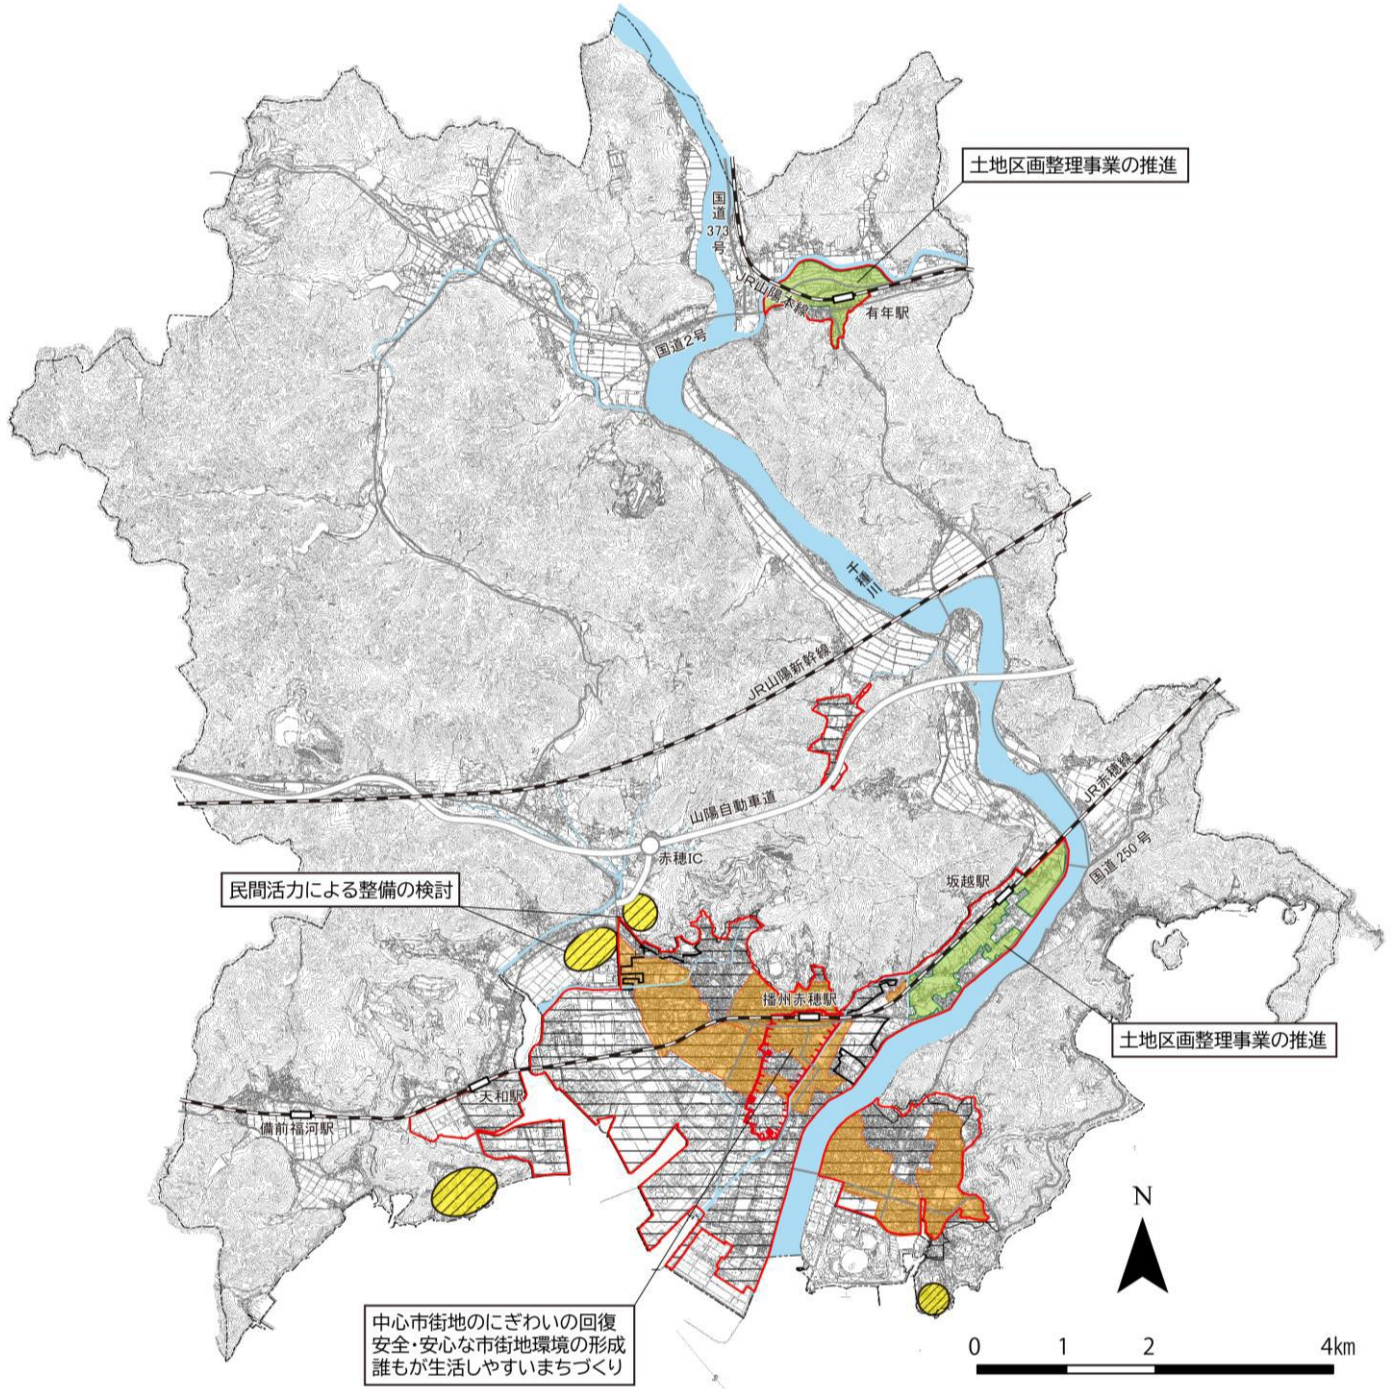 土地区画整理事業の推進
国道
373
号
JR山陽本線
有年駅
国道2号
千種川
JR山陽新幹線
JR赤穂線
山陽自動車道
赤穂IC
国道 250 号
坂越駅
民間活力による整備の検討
播州赤穂駅
土地区画整理事業の推進
天和駅
備前福河駅
N
中心市街地のにぎわいの回復
安全・安心な市街地環境の形成
誰もが生活しやすいまちづくり
0 1 2 4km